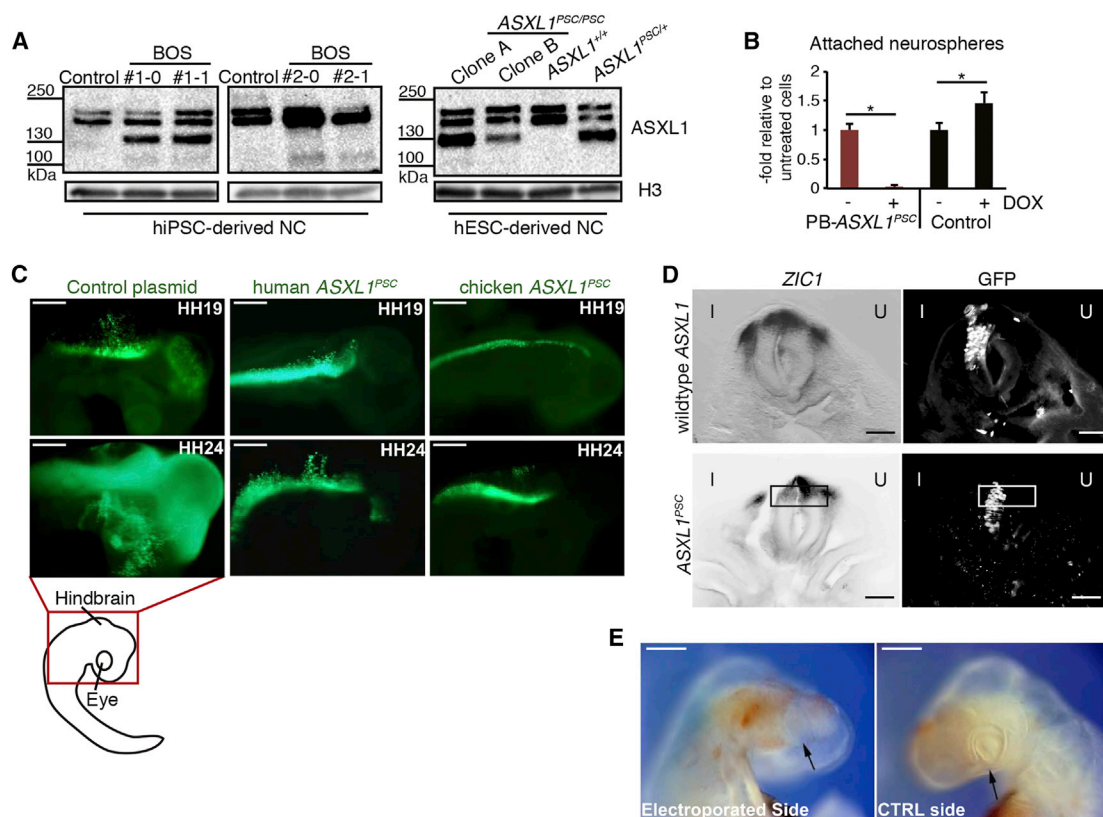 A
BOS
Control #1-0 #1-1
250
130
100
kDa
BOS
Control #2-0 #2-1
hiPSC-derived NC
ASXL1PSC/PSC
Clone A
Clone B
ASXL1+/+
ASXL1PSC/+
250
130
100
kDa
ASXL1
H3
hESC-derived NC
B
Attached neurospheres
-fold relative to
untreated cells
2
1.5
1
0.5
0
*
*
- + - + DOX
PB-ASXL1PSC Control
C
Control plasmid human ASXL1PSC chicken ASXL1PSC
HH19 HH19 HH19
HH24 HH24 HH24
Hindbrain
Eye
D
ZIC1 GFP
wildtype ASXL1
I U I U
ASXL1PSC
I U I U
E
Electroporated Side CTRL side